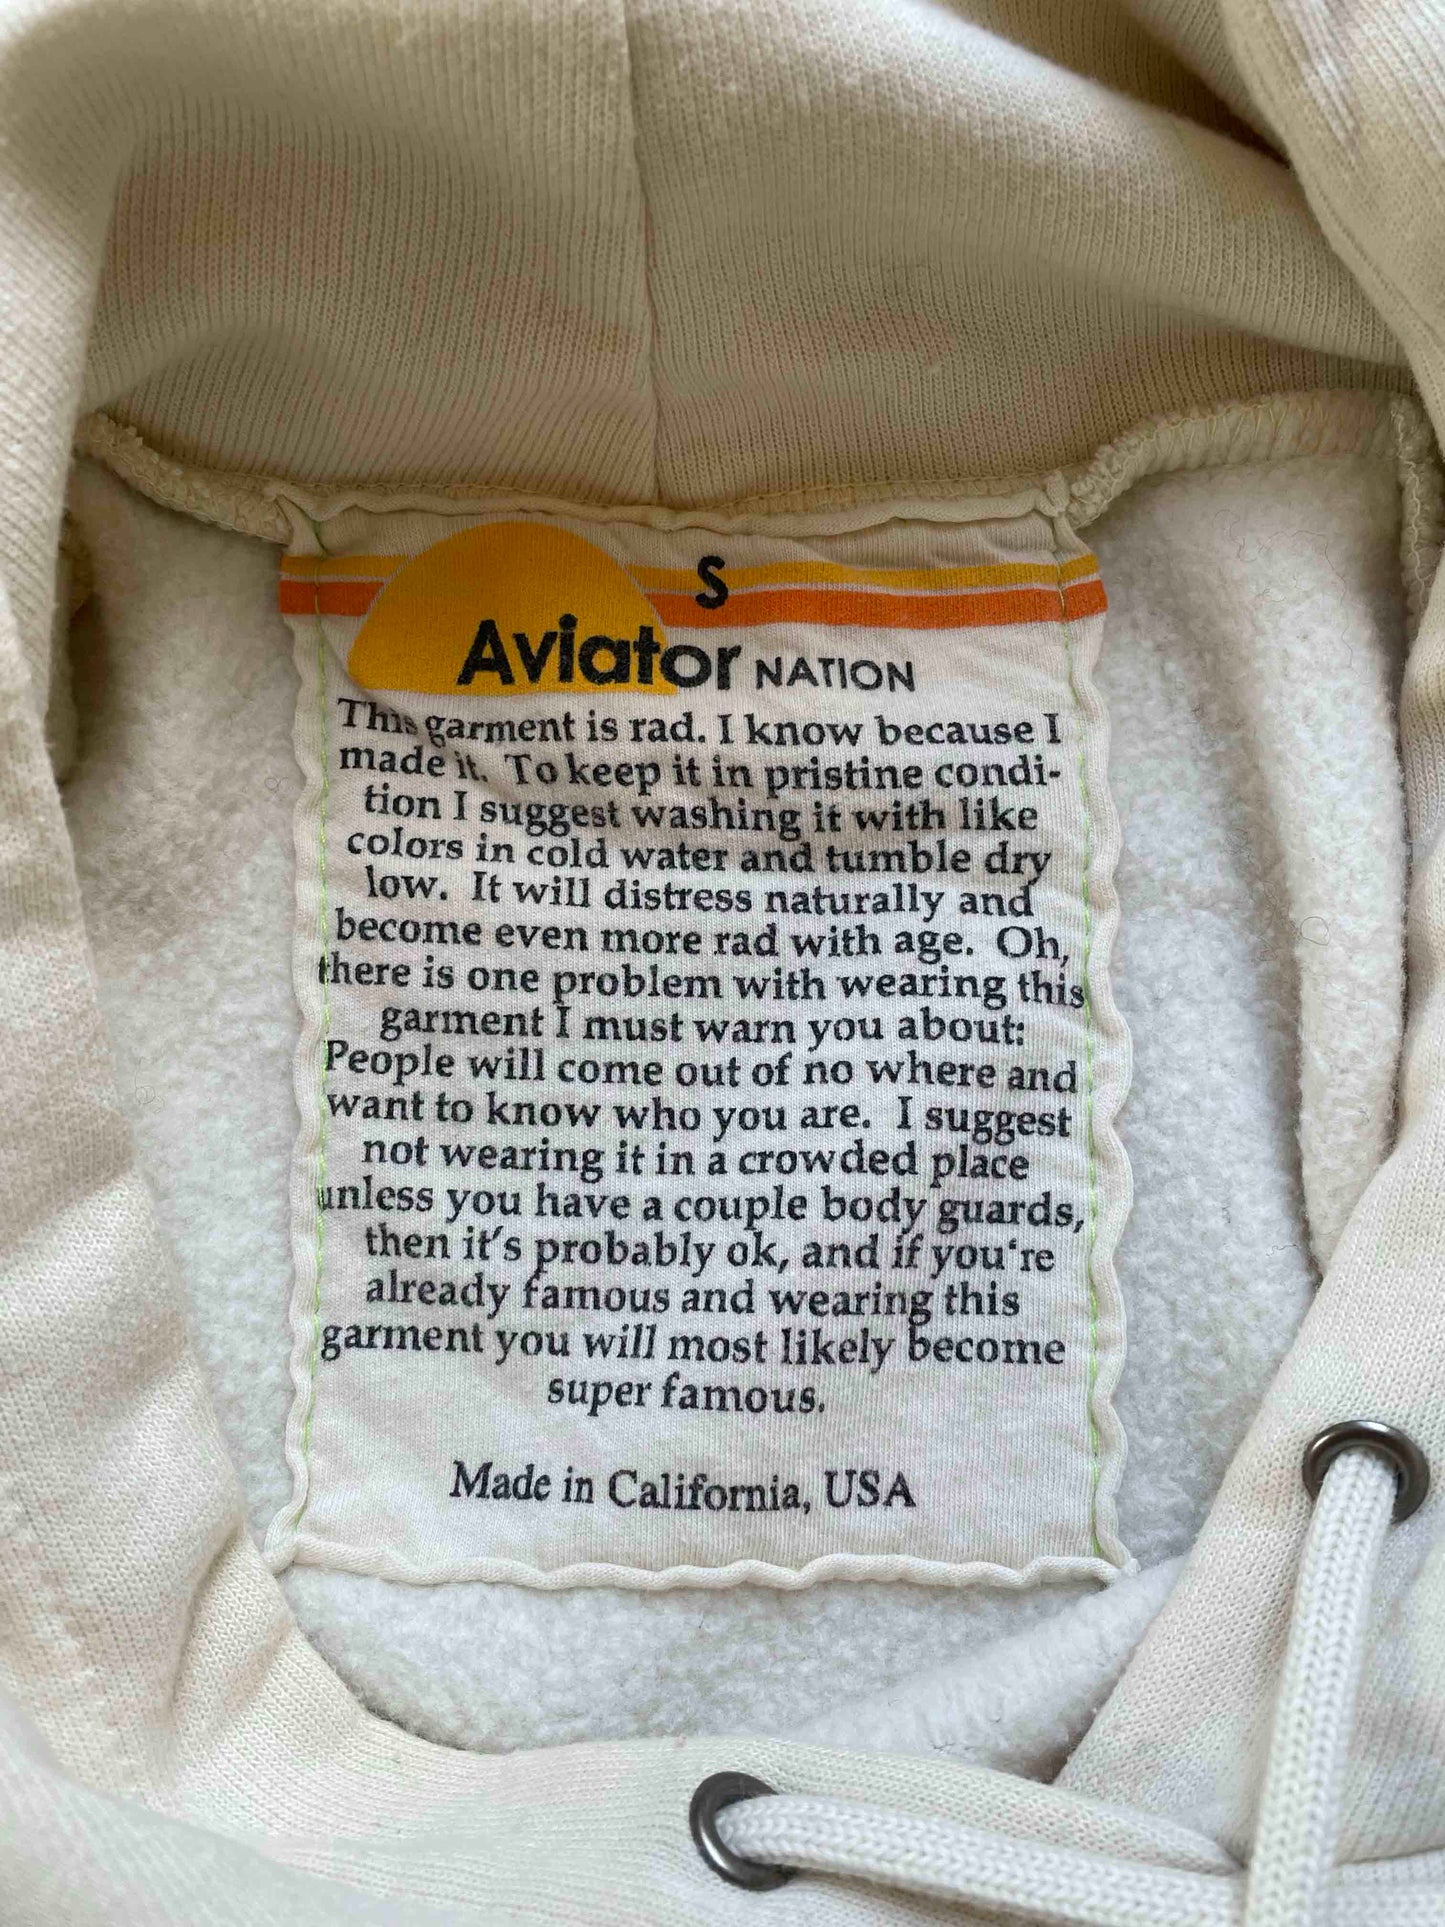 S
Aviator NATION
This garment is rad. I know because I
made it. To keep it in pristine condi-
tion I suggest washing it with like
colors in cold water and tumble dry
low. It will distress naturally and
become even more rad with age. Oh,
there is one problem with wearing this
garment I must warn you about:
People will come out of no where and
want to know who you are. I suggest
not wearing it in a crowded place
unless you have a couple body guards,
then it's probably ok, and if you‘re
already famous and wearing this
garment you will most likely become
super famous.
Made in California, USA